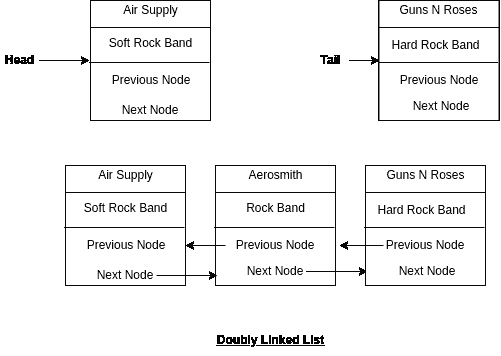 Air Supply
Soft Rock Band
Head
Previous Node
Next Node
Guns N Roses
Hard Rock Band
Tail
Previous Node
Next Node
Air Supply
Soft Rock Band
Previous Node
Next Node
Aerosmith
Rock Band
Previous Node
Next Node
Guns N Roses
Hard Rock Band
Previous Node
Next Node
Doubly Linked List